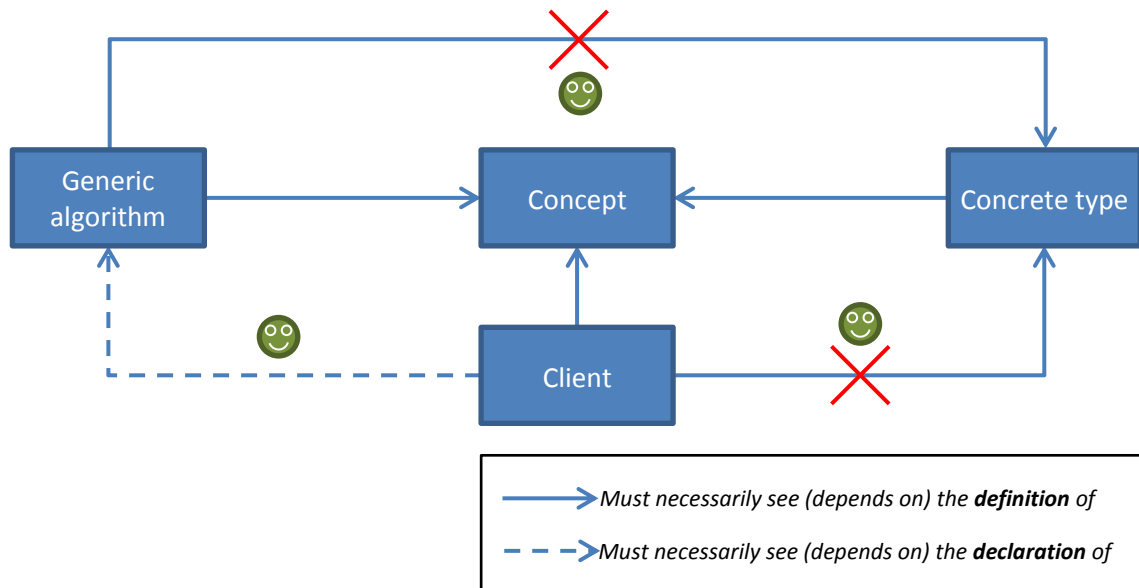 Generic
algorithm
Concept
Concrete type
Client
Must necessarily see (depends on) the definition of
Must necessarily see (depends on) the declaration of